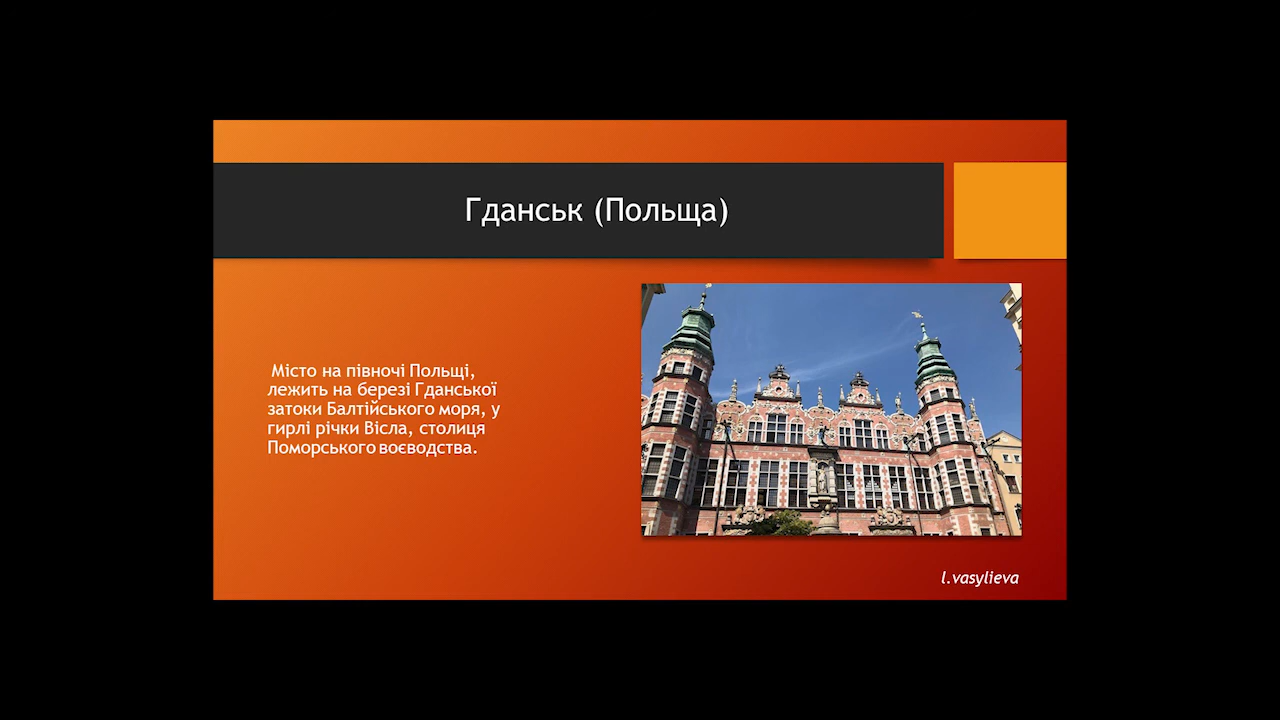 Гданськ (Польща)
Місто на півночі Польщі,
лежить на березі Гданської
затоки Балтійського моря, у
гирлі річки Вісла, столиця
Поморського воєводства.
l.vasylieva